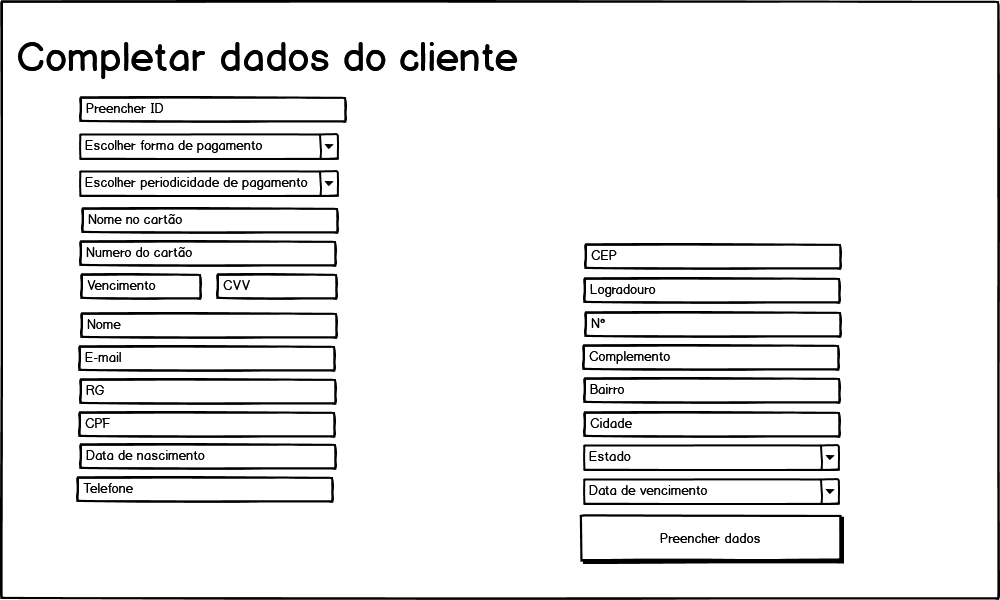 Completar dados do cliente
Preencher ID
Escolher forma de pagamento
Escolher periodicidade de pagamento
Nome no cartão
Numero do cartão
Vencimento
CVV
Nome
E-mail
RG
CPF
Data de nascimento
Telefone
CEP
Logradouro
Nº
Complemento
Bairro
Cidade
Estado
Data de vencimento
Preencher dados